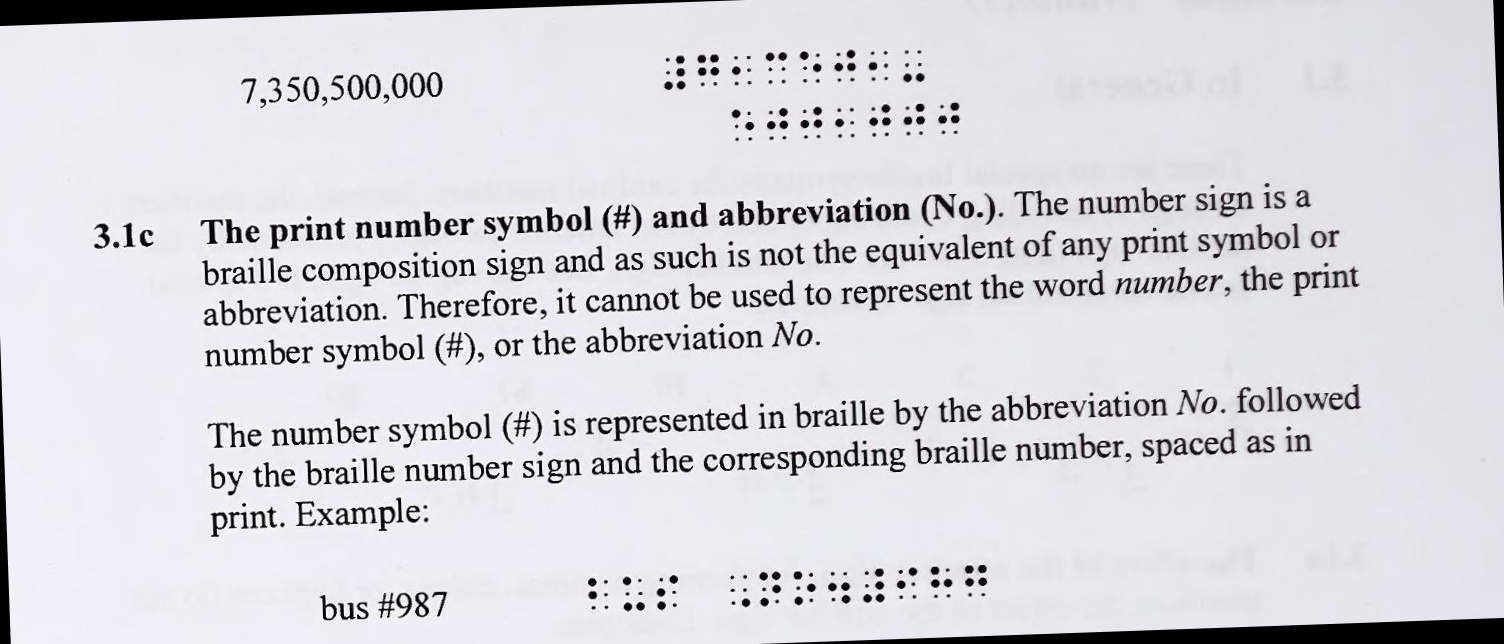 7,350,500,000 ⠼⠛⠂⠉⠑⠚⠂⠤
⠑⠚⠚⠂⠚⠚⠚
3.1c The print number symbol (#) and abbreviation (No.). The number sign is a
braille composition sign and as such is not the equivalent of any print symbol or
abbreviation. Therefore, it cannot be used to represent the word number, the print
number symbol (#), or the abbreviation No.
The number symbol (#) is represented in braille by the abbreviation No. followed
by the braille number sign and the corresponding braille number, spaced as in
print. Example:
bus #987 ⠃⠥⠎ ⠠⠝⠕⠲⠼⠊⠓⠛